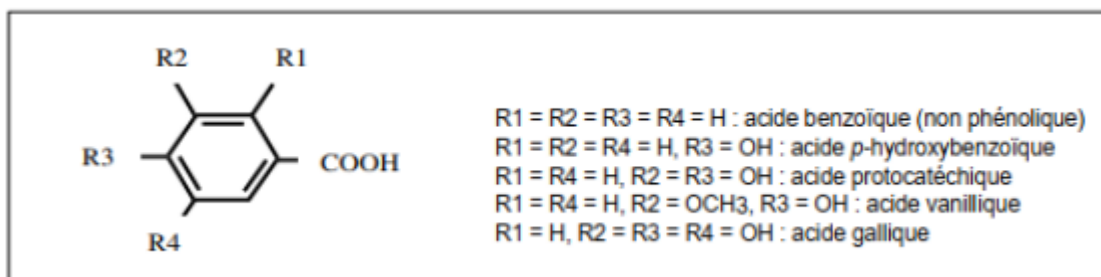 R2 R1
R3 COOH
R4
R1 = R2 = R3 = R4 = H : acide benzoïque (non phénolique)
R1 = R2 = R4 = H, R3 = OH : acide p-hydroxybenzoïque
R1 = R4 = H, R2 = R3 = OH : acide protocatéchique
R1 = R4 = H, R2 = OCH3, R3 = OH : acide vanillique
R1 = H, R2 = R3 = R4 = OH : acide gallique